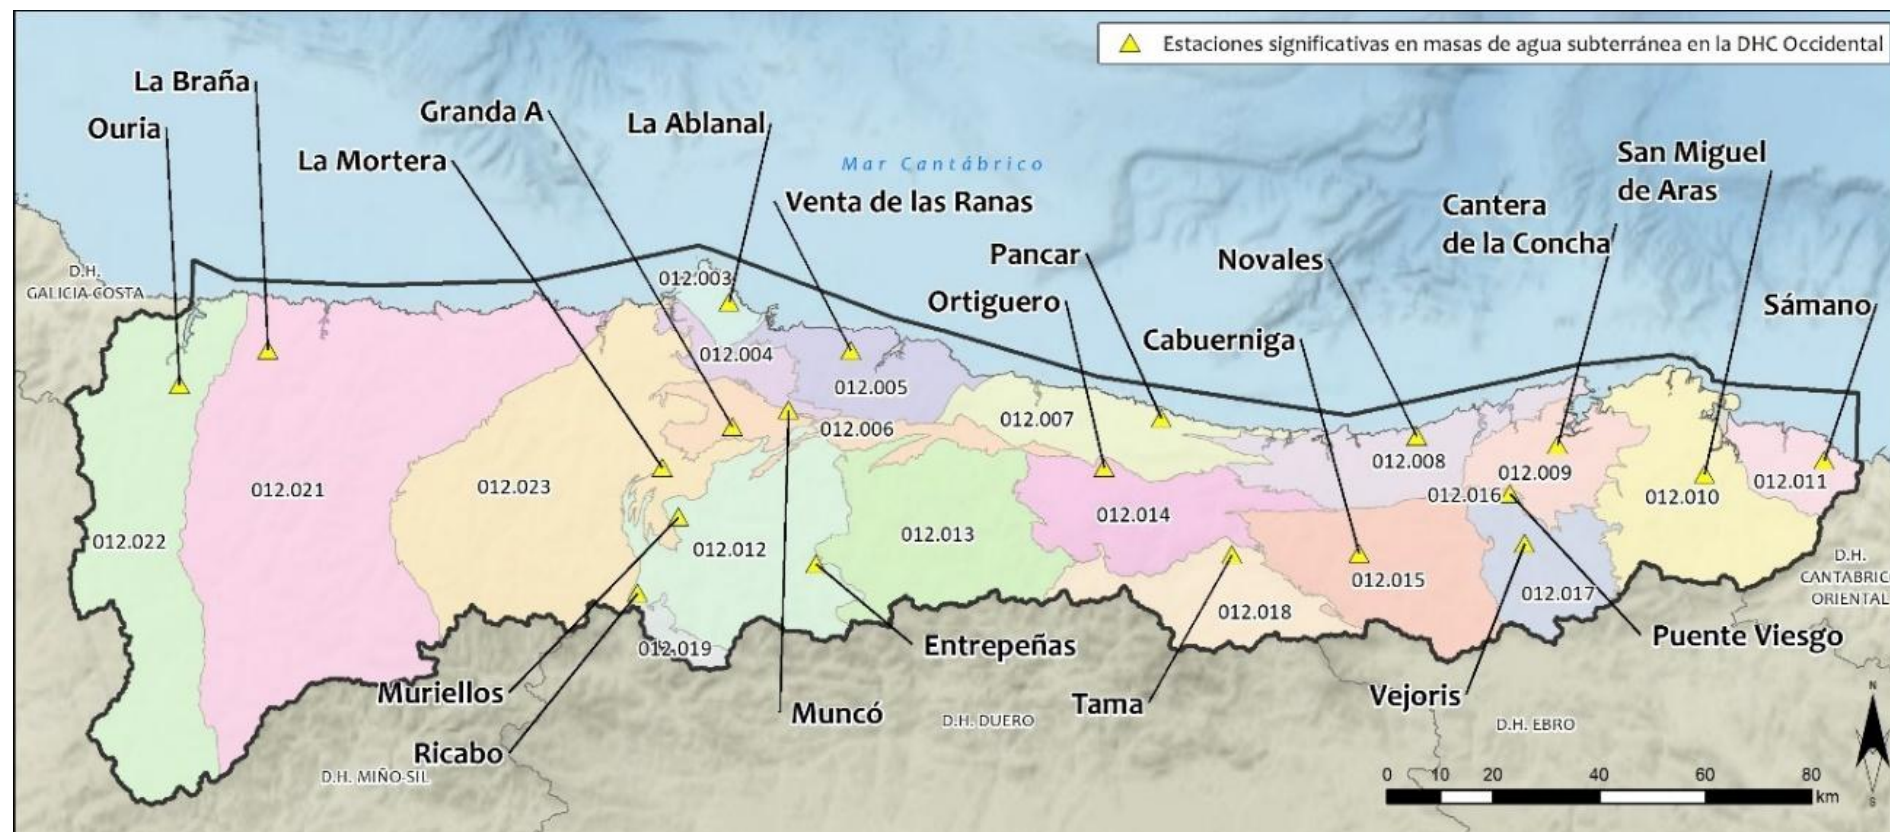 Estaciones significativas en masas de agua subterránea en la DHC Occidental
La Braña
Granda A
La Ablanal
Ouria
La Mortera
Mar Cantábrico
San Miguel
de Aras
Venta de las Ranas
Cantera
de la Concha
Pancar
Novales
D.H.
GALICIA-COSTA
012.003
Ortiguero
Sámano
Cabuerniga
012.004
012.005
012.007
012.006
012.008
012.009
012.011
012.021
012.023
012.016
012.010
012.014
012.022
012.012
012.013
D.H.
CANTABRICO
ORIENTAL
012.015
012.017
012.018
012.019
Entrepeñas
Puente Viesgo
Muriellos
Tama
Vejoris
Muncó
D.H. DUERO
D.H. EBRO
Ricabo
D.H. MIÑO-SIL
N
S
0 10 20 40 60 80
km